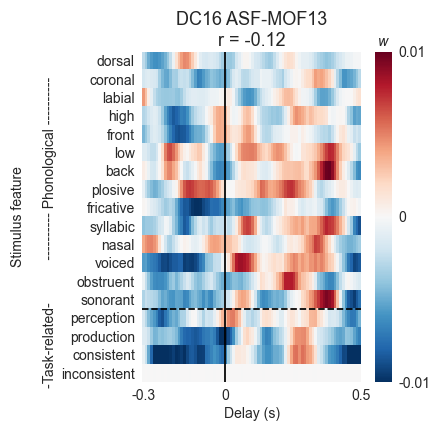 DC16 ASF-MOF13
r = -0.12
w
dorsal
coronal
labial
high
front
low
back
plosive
fricative
syllabic
nasal
voiced
obstruent
sonorant
perception
production
consistent
inconsistent
Stimulus feature
---------- Phonological ----------
-Task-related-
0.01
0
-0.01
-0.3
0
0.5
Delay (s)